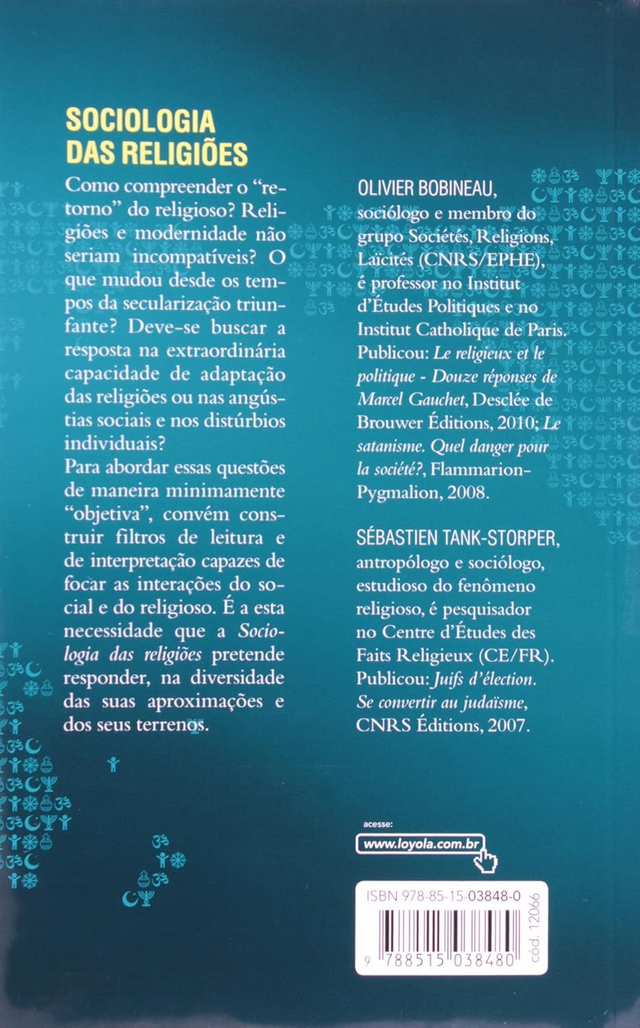 SOCIOLOGIA
DAS RELIGIÕES
Como compreender o “re-
torno” do religioso? Reli-
giões e modernidade não
seriam incompatíveis? O
que mudou desde os tem-
pos da secularização triun-
fante? Deve-se buscar a
resposta na extraordinária
capacidade de adaptação
das religiões ou nas angús-
tias sociais e nos distúrbios
individuais?
Para abordar essas questões
de maneira minimamente
“objetiva”, convém cons-
truir filtros de leitura e
de interpretação capazes de
focar as interações do so-
cial e do religioso. É a esta
necessidade que a Socio-
logia das religiões pretende
responder, na diversidade
das suas aproximações e
dos seus terrenos.
OLIVIER BOBINEAU,
sociólogo e membro do
grupo Sociétés, Religions,
Laïcités (CNRS/EPHE),
é professor no Institut
d’Études Politiques e no
Institut Catholique de Paris.
Publicou: Le religieux et le
politique - Douze réponses de
Marcel Gauchet, Desclée de
Brouwer Éditions, 2010; Le
satanisme. Quel danger pour
la société?, Flammarion-
Pygmalion, 2008.
SÉBASTIEN TANK-STORPER,
antropólogo e sociólogo,
estudioso do fenômeno
religioso, é pesquisador
no Centre d’Études des
Faits Religieux (CE/FR).
Publicou: Juifs d’élection.
Se convertir au judaïsme,
CNRS Éditions, 2007.
acesse:
www.loyola.com.br
ISBN 978-85-15-03848-0
9 788515 038480
cód. 12066